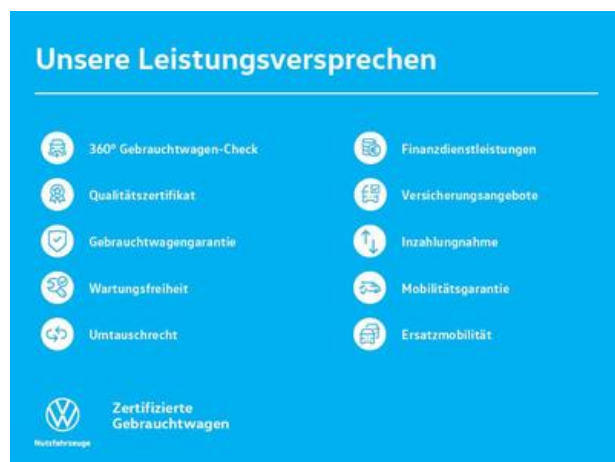 Unsere Leistungsversprechen
360° Gebrauchtwagen-Check
Qualitätszertifikat
Gebrauchtwagengarantie
Wartungsfreiheit
Umtauschrecht
Finanzdienstleistungen
Versicherungsangebote
Inzahlungnahme
Mobilitätsgarantie
Ersatzmobilität
Nutzfahrzeuge
Zertifizierte
Gebrauchtwagen